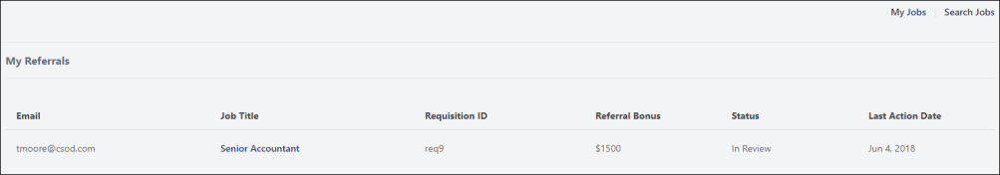 My Jobs Search Jobs
My Referrals
Email Job Title Requisition ID Referral Bonus Status Last Action Date
tmoore@csod.com Senior Accountant req9 $1500 In Review Jun 4, 2018